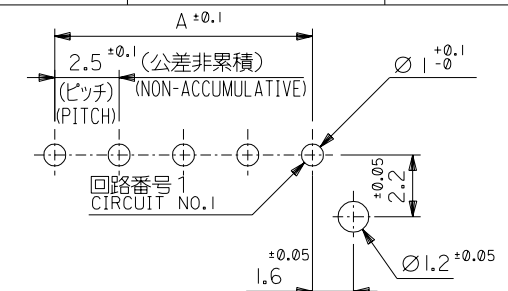 A ±0.1
2.5 ±0.1 (公差非累積)
(ピッチ) (NON-ACCUMULATIVE)
(PITCH)
Ø 1 +0.1 -0
回路番号1
CIRCUIT NO.1
±0.05
2.2
±0.05
1.6
Ø1.2 ±0.05